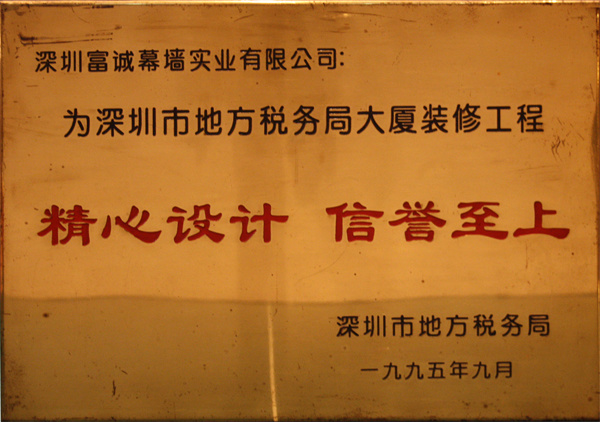 深圳富诚幕墙实业有限公司:
为深圳市地方税务局大厦装修工程
精心设计 信誉至上
深圳市地方税务局
一九九五年九月